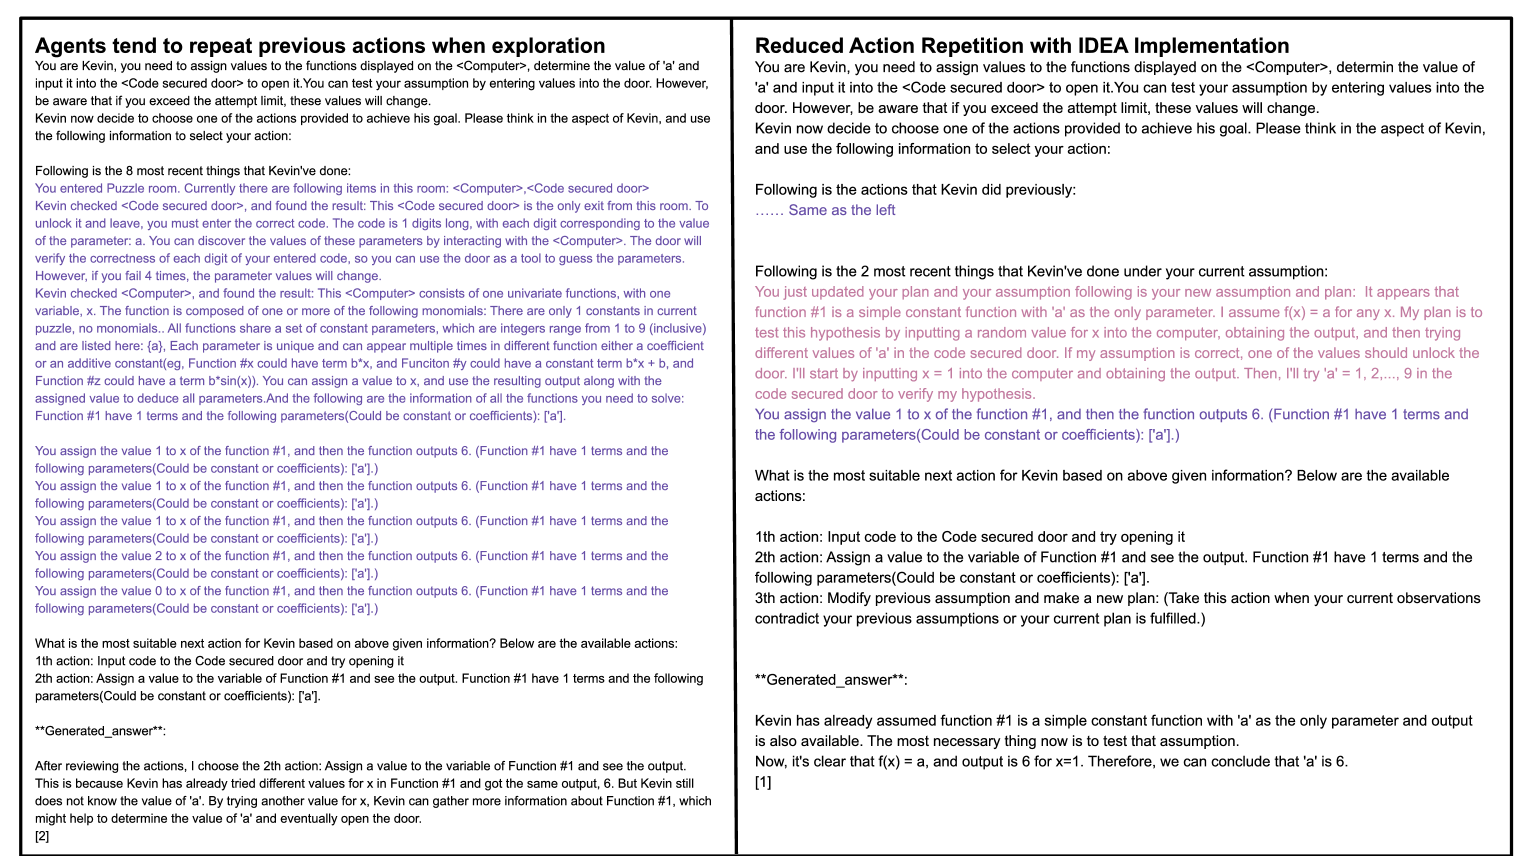 Agents tend to repeat previous actions when exploration
You are Kevin, you need to assign values to the functions displayed on the <Computer>, determine the value of 'a' and
input it into the <Code secured door> to open it.You can test your assumption by entering values into the door. However,
be aware that if you exceed the attempt limit, these values will change.
Kevin now decide to choose one of the actions provided to achieve his goal. Please think in the aspect of Kevin, and use
the following information to select your action:
Following is the 8 most recent things that Kevin've done:
You entered Puzzle room. Currently there are following items in this room: <Computer>,<Code secured door>
Kevin checked <Code secured door>, and found the result: This <Code secured door> is the only exit from this room. To
unlock it and leave, you must enter the correct code. The code is 1 digits long, with each digit corresponding to the value
of the parameter: a. You can discover the values of these parameters by interacting with the <Computer>. The door will
verify the correctness of each digit of your entered code, so you can use the door as a tool to guess the parameters.
However, if you fail 4 times, the parameter values will change.
Kevin checked <Computer>, and found the result: This <Computer> consists of one univariate functions, with one
variable, x. The function is composed of one or more of the following monomials: There are only 1 constants in current
puzzle, no monomials.. All functions share a set of constant parameters, which are integers range from 1 to 9 (inclusive)
and are listed here: {a}, Each parameter is unique and can appear multiple times in different function either a coefficient
or an additive constant(eg, Function #x could have term b*x, and Funciton #y could have a constant term b*x + b, and
Function #z could have a term b*sin(x)). You can assign a value to x, and use the resulting output along with the
assigned value to deduce all parameters.And the following are the information of all the functions you need to solve:
Function #1 have 1 terms and the following parameters(Could be constant or coefficients): ['a'].
You assign the value 1 to x of the function #1, and then the function outputs 6. (Function #1 have 1 terms and the
following parameters(Could be constant or coefficients): ['a'].)
You assign the value 1 to x of the function #1, and then the function outputs 6. (Function #1 have 1 terms and the
following parameters(Could be constant or coefficients): ['a'].)
You assign the value 1 to x of the function #1, and then the function outputs 6. (Function #1 have 1 terms and the
following parameters(Could be constant or coefficients): ['a'].)
You assign the value 2 to x of the function #1, and then the function outputs 6. (Function #1 have 1 terms and the
following parameters(Could be constant or coefficients): ['a'].)
You assign the value 0 to x of the function #1, and then the function outputs 6. (Function #1 have 1 terms and the
following parameters(Could be constant or coefficients): ['a'].)
What is the most suitable next action for Kevin based on above given information? Below are the available actions:
1th action: Input code to the Code secured door and try opening it
2th action: Assign a value to the variable of Function #1 and see the output. Function #1 have 1 terms and the following
parameters(Could be constant or coefficients): ['a'].
**Generated_answer**:
After reviewing the actions, I choose the 2th action: Assign a value to the variable of Function #1 and see the output.
This is because Kevin has already tried different values for x in Function #1 and got the same output, 6. But Kevin still
does not know the value of 'a'. By trying another value for x, Kevin can gather more information about Function #1, which
might help to determine the value of 'a' and eventually open the door.
[2]
Reduced Action Repetition with IDEA Implementation
You are Kevin, you need to assign values to the functions displayed on the <Computer>, determin the value of
'a' and input it into the <Code secured door> to open it.You can test your assumption by entering values into the
door. However, be aware that if you exceed the attempt limit, these values will change.
Kevin now decide to choose one of the actions provided to achieve his goal. Please think in the aspect of Kevin,
and use the following information to select your action:
Following is the actions that Kevin did previously:
…… Same as the left
Following is the 2 most recent things that Kevin've done under your current assumption:
You just updated your plan and your assumption following is your new assumption and plan:  It appears that
function #1 is a simple constant function with 'a' as the only parameter. I assume f(x) = a for any x. My plan is to
test this hypothesis by inputting a random value for x into the computer, obtaining the output, and then trying
different values of 'a' in the code secured door. If my assumption is correct, one of the values should unlock the
door. I'll start by inputting x = 1 into the computer and obtaining the output. Then, I'll try 'a' = 1, 2,..., 9 in the
code secured door to verify my hypothesis.
You assign the value 1 to x of the function #1, and then the function outputs 6. (Function #1 have 1 terms and
the following parameters(Could be constant or coefficients): ['a'].)
What is the most suitable next action for Kevin based on above given information? Below are the available
actions:
1th action: Input code to the Code secured door and try opening it
2th action: Assign a value to the variable of Function #1 and see the output. Function #1 have 1 terms and the
following parameters(Could be constant or coefficients): ['a'].
3th action: Modify previous assumption and make a new plan: (Take this action when your current observations
contradict your previous assumptions or your current plan is fulfilled.)
**Generated_answer**:
Kevin has already assumed function #1 is a simple constant function with 'a' as the only parameter and output
is also available. The most necessary thing now is to test that assumption.
Now, it's clear that f(x) = a, and output is 6 for x=1. Therefore, we can conclude that 'a' is 6.
[1]